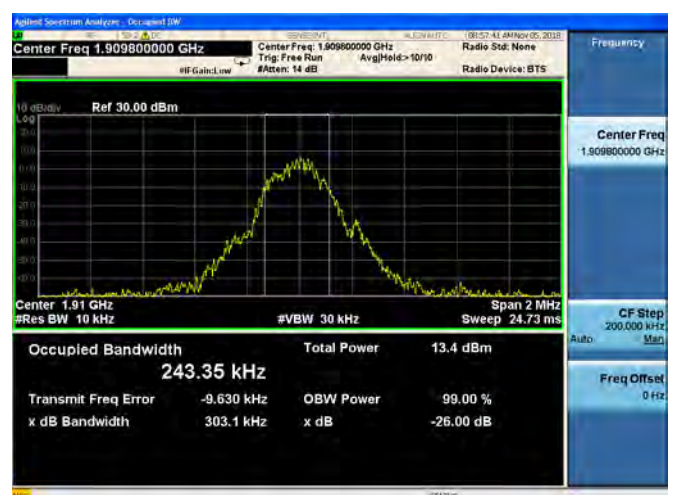 Agilent Spectrum Analyzer - Occupied BW
SENSE:INT ALIGN AUTO 08:57:41 AM Nov 05, 2018
Center Freq 1.909800000 GHz
Center Freq: 1.909800000 GHz Radio Std: None
Trig: Free Run Avg|Hold:>10/10
#IFGain:Low #Atten: 14 dB Radio Device: BTS
Frequency
10 dB/div Ref 30.00 dBm
Log
Center Freq
1.909800000 GHz
Center 1.91 GHz Span 2 MHz
#Res BW 10 kHz #VBW 30 kHz Sweep 24.73 ms
CF Step
200.000 kHz
Auto Man
Occupied Bandwidth Total Power 13.4 dBm
243.35 kHz
Freq Offset
0 Hz
Transmit Freq Error -9.630 kHz OBW Power 99.00 %
x dB Bandwidth 303.1 kHz x dB -26.00 dB